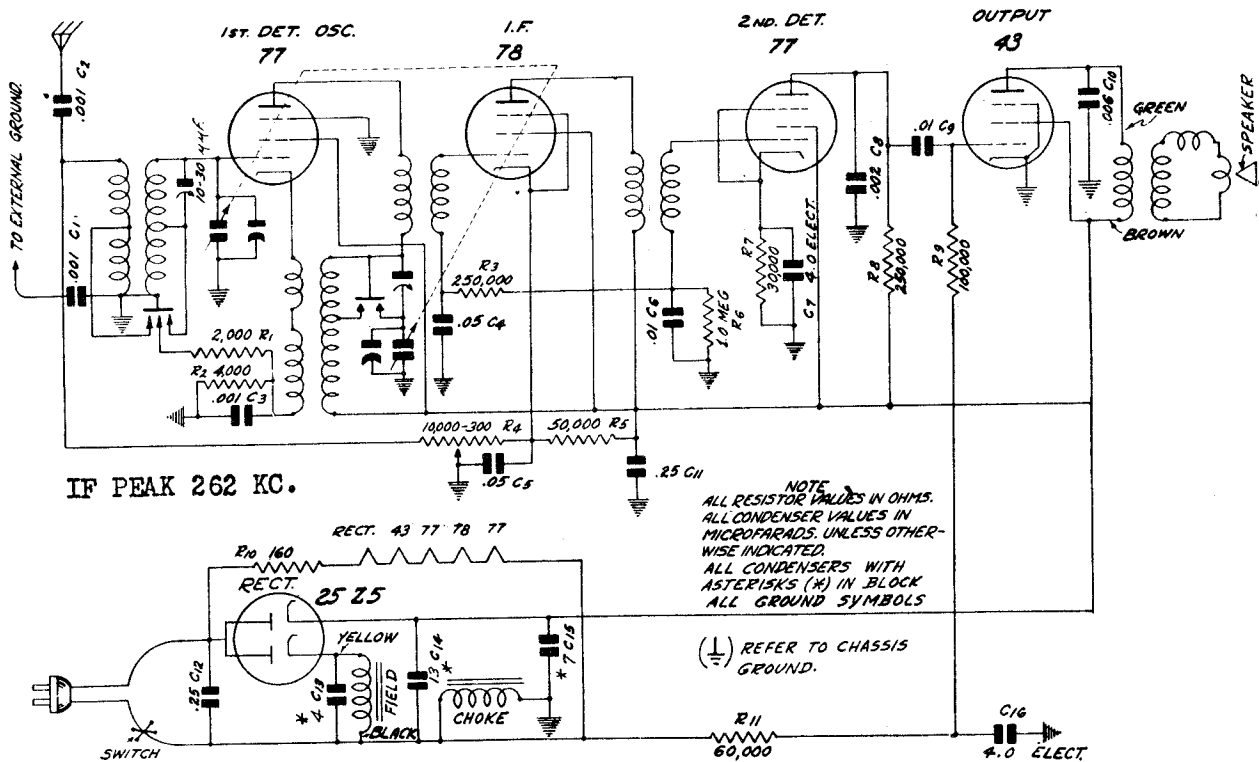 1ST. DET. OSC.
77
I.F.
78
2ND. DET.
77
OUTPUT
43
TO EXTERNAL GROUND.
.001 C2
.001 C1
10-30 µµF.
2,000 R1
R2 4,000
.001 C3
R3
250,000
.05 C4
10,000-300 R4
50,000 R5
.05 C5
.25 C11
.01 C6
1.0 MEG
R6
R7
30,000
C7 4.0 ELECT.
.002 C8
R8
250,000
.01 C9
R9
100,000
.006 C10
GREEN
BROWN
SPEAKER
IF PEAK 262 KC.
NOTE
ALL RESISTOR VALUES IN OHMS.
ALL CONDENSER VALUES IN
MICROFARADS. UNLESS OTHER-
WISE INDICATED.
ALL CONDENSERS WITH
ASTERISKS (*) IN BLOCK
ALL GROUND SYMBOLS
REFER TO CHASSIS
GROUND.
RECT. 43 77 78 77
R10 160
RECT.
25 Z5
YELLOW
.25 C12
* 4 C13
FIELD
BLACK
13 C14
*
CHOKE
* 7 C15
SWITCH
R11
60,000
C16
4.0 ELECT.